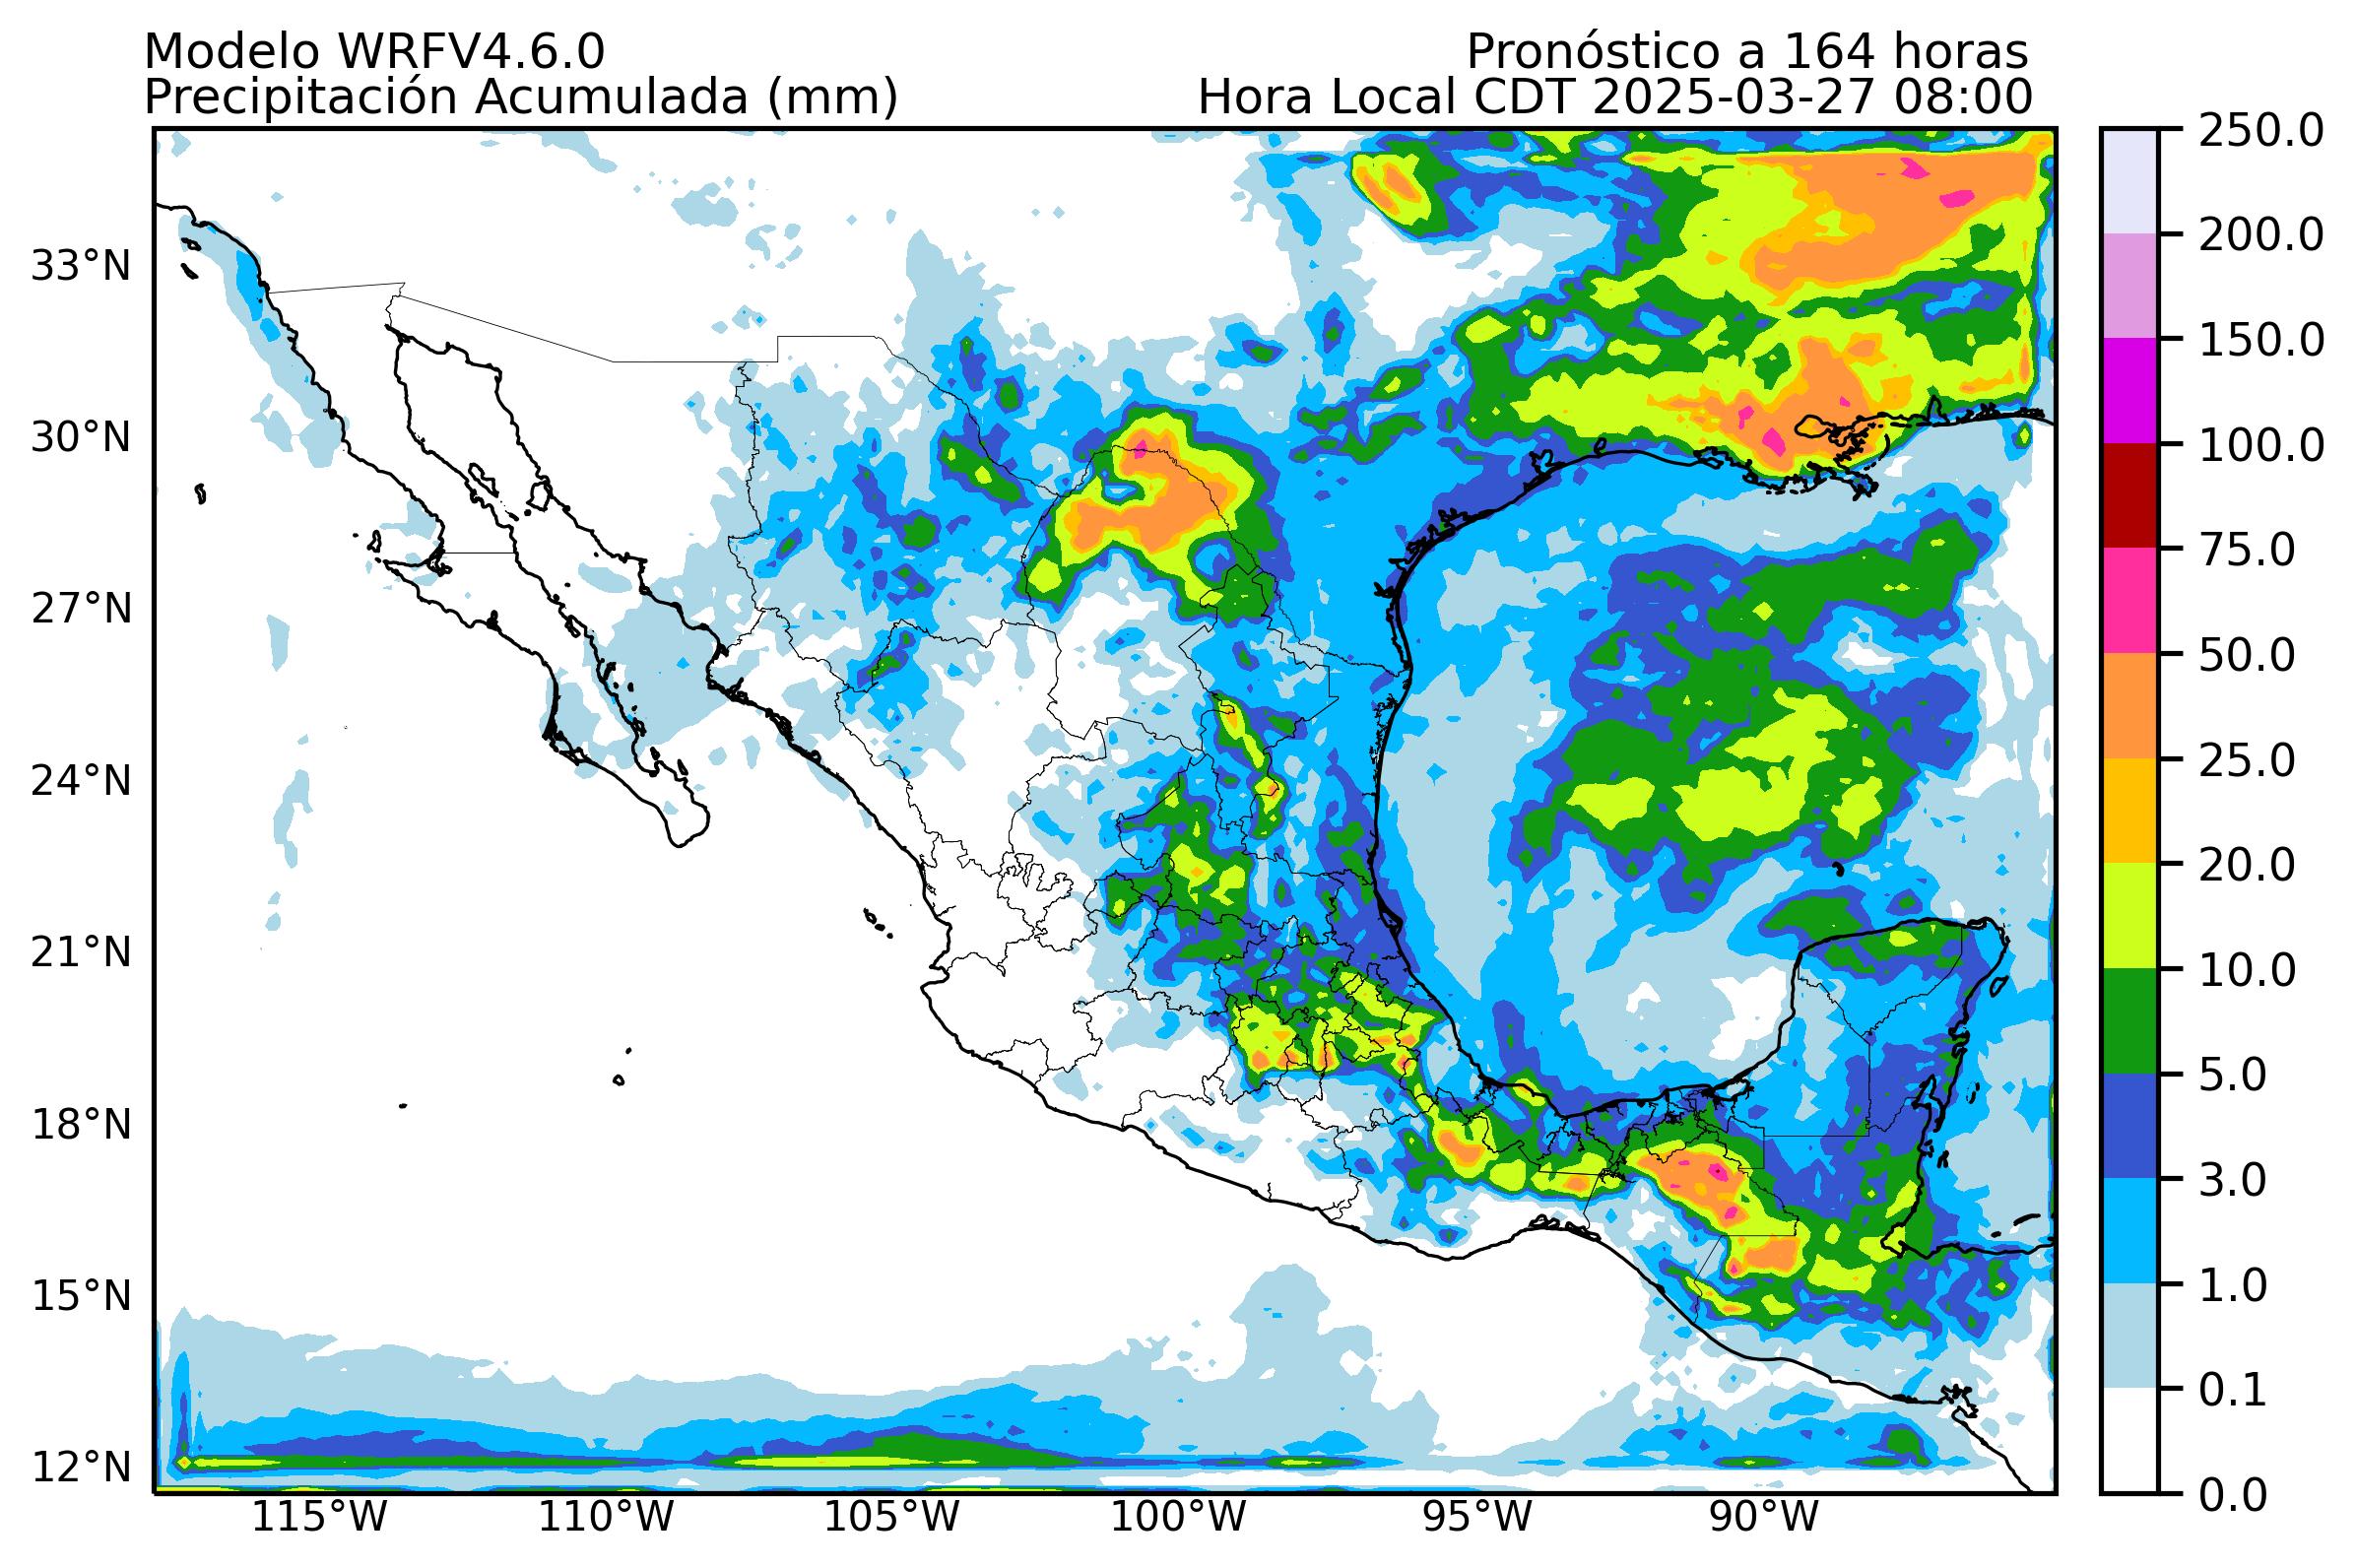 Modelo WRFV4.6.0
Pronóstico a 164 horas
Precipitación Acumulada (mm)
Hora Local CDT 2025-03-27 08:00
33°N
30°N
27°N
24°N
21°N
18°N
15°N
12°N
115°W
110°W
105°W
100°W
95°W
90°W
250.0
200.0
150.0
100.0
75.0
50.0
25.0
20.0
10.0
5.0
3.0
1.0
0.1
0.0